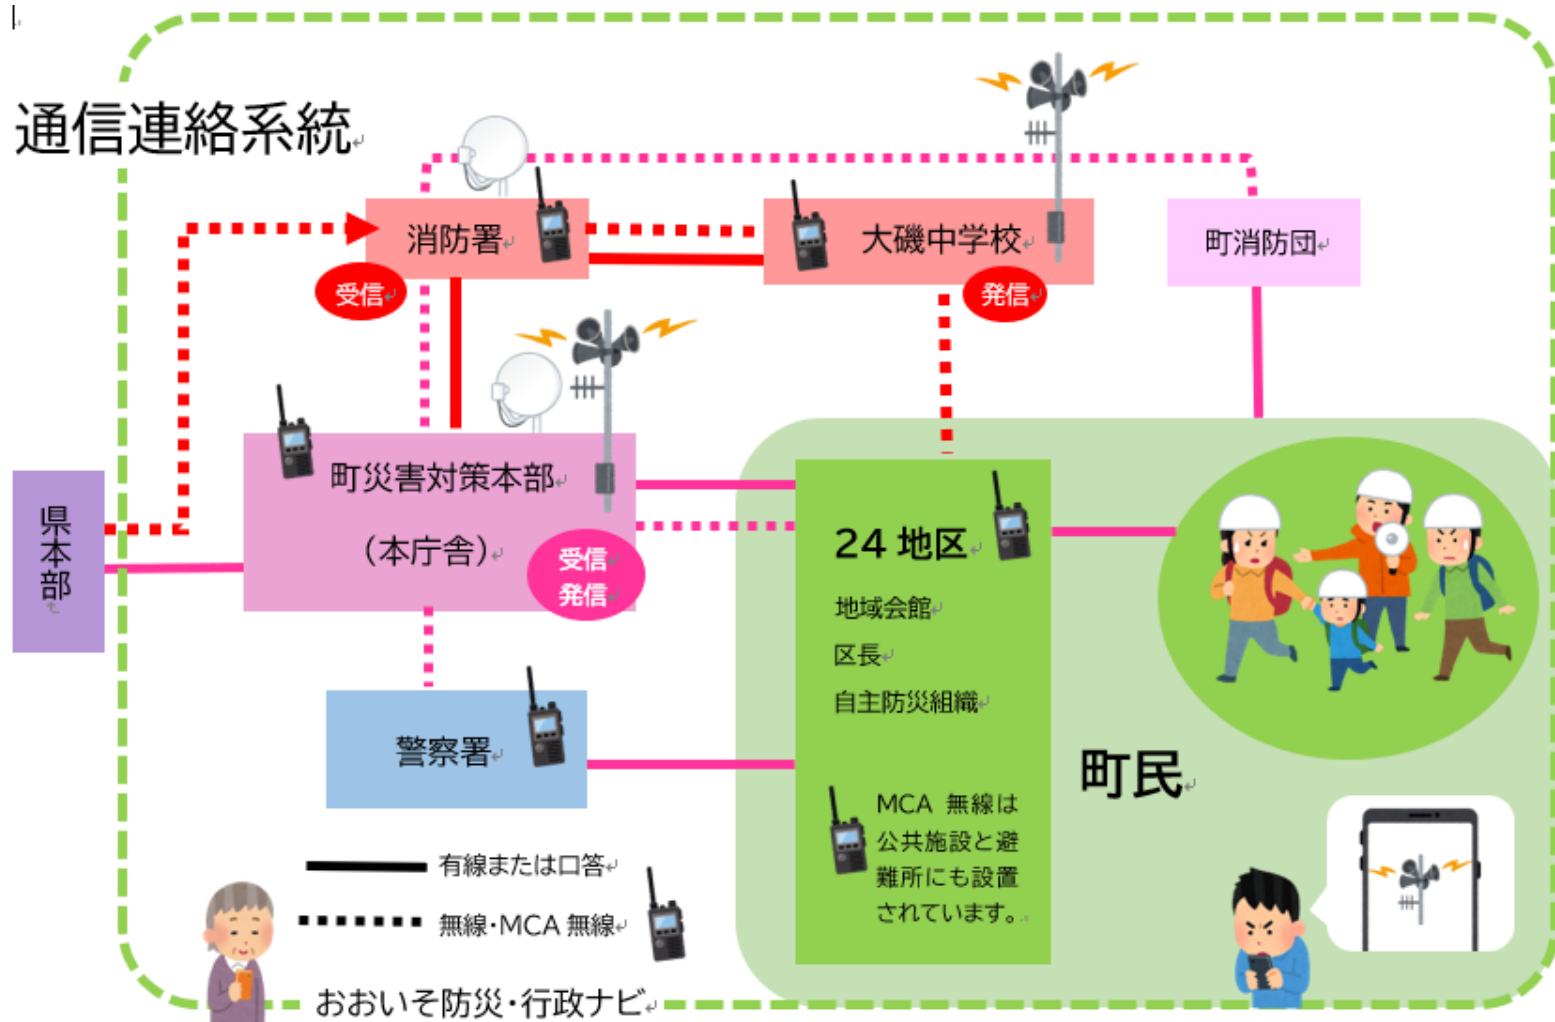 通信連絡系統
消防署
受信
大磯中学校
発信
町消防団
県本部
町災害対策本部
（本庁舎）
受信
発信
24 地区
地域会館
区長
自主防災組織
警察署
町民
MCA 無線は
公共施設と避
難所にも設置
されています。
有線または口答
無線・MCA 無線
おおいそ防災・行政ナビ